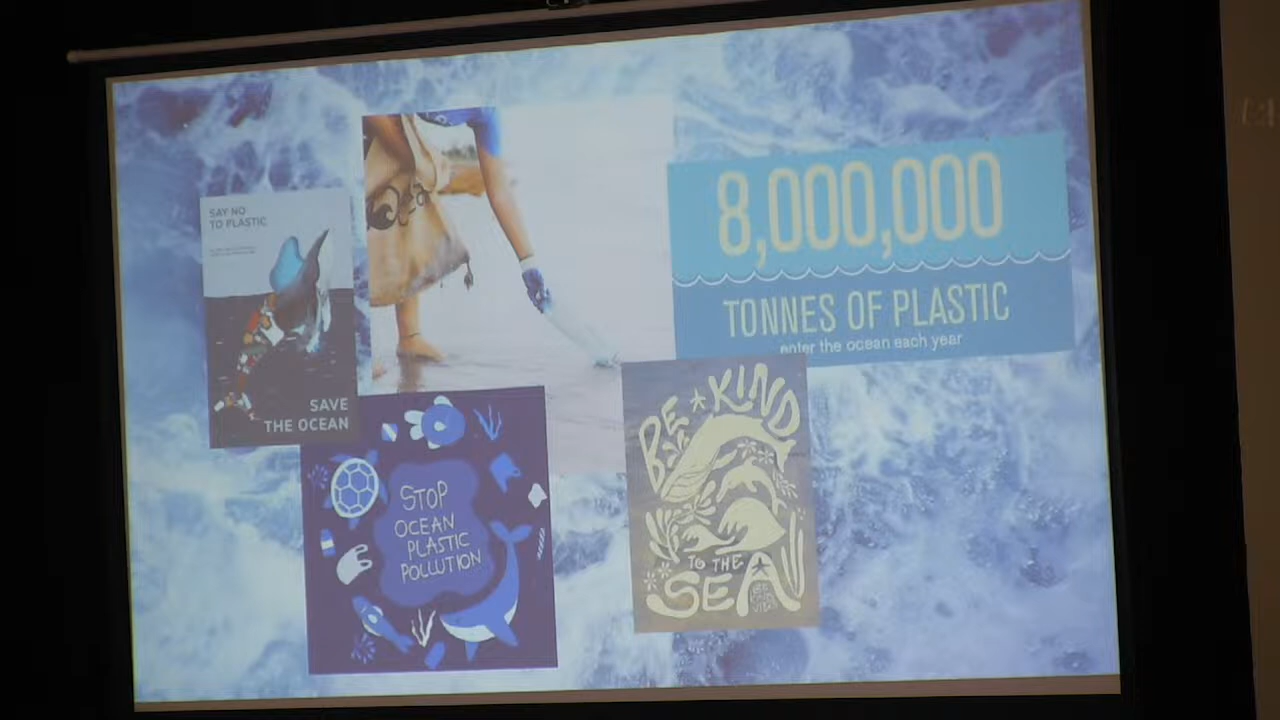 SAY NO
TO PLASTIC
SAVE
THE OCEAN
8,000,000
TONNES OF PLASTIC
enter the ocean each year
STOP
OCEAN
PLASTIC
POLLUTION
BE KIND
TO THE
SEA